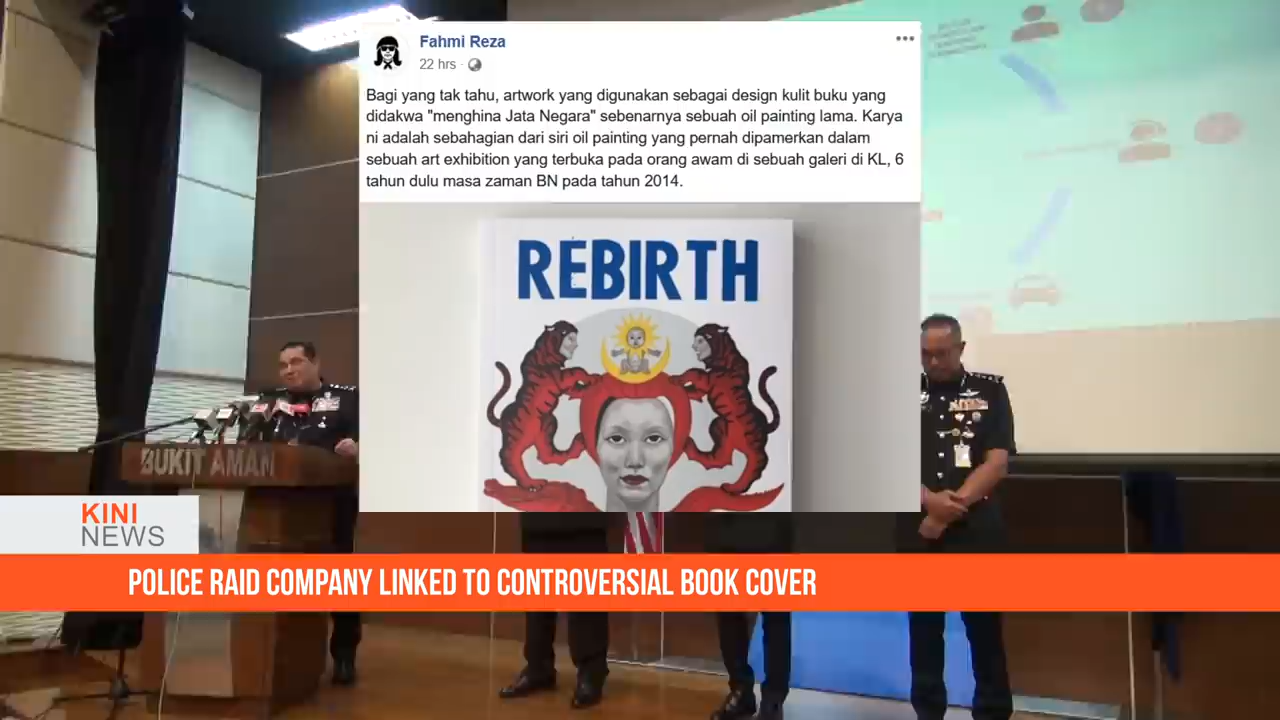 Fahmi Reza
22 hrs ·
Bagi yang tak tahu, artwork yang digunakan sebagai design kulit buku yang
didakwa "menghina Jata Negara" sebenarnya sebuah oil painting lama. Karya
ni adalah sebahagian dari siri oil painting yang pernah dipamerkan dalam
sebuah art exhibition yang terbuka pada orang awam di sebuah galeri di KL, 6
tahun dulu masa zaman BN pada tahun 2014.
REBIRTH
BUKIT AMAN
KINI
NEWS
POLICE RAID COMPANY LINKED TO CONTROVERSIAL BOOK COVER